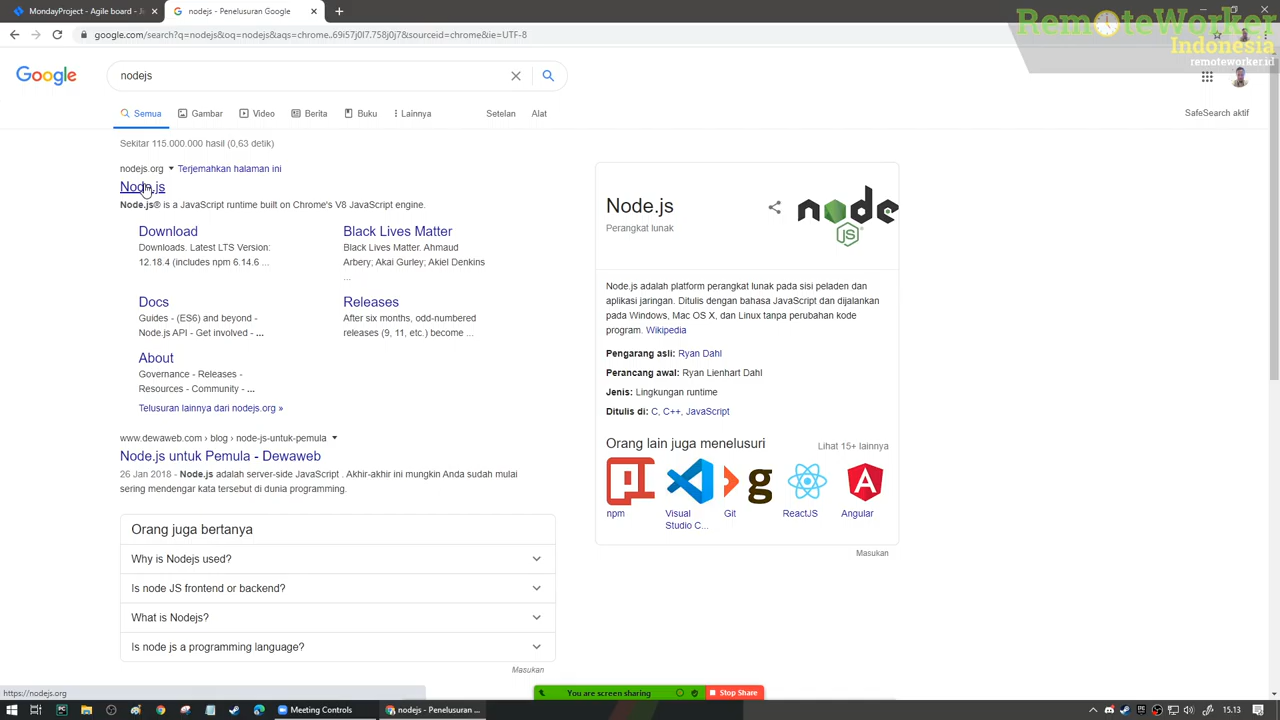 MondayProject - Agile Ji
nodejs - Penelusuran Google
google.com/search?q=nodejs&oq=nodejs&aqs=chrome..69i57j0l7.758j0j7&sourceid=chrome&ie=UTF-8
RemoteWorker
Indonesia
remoteworker.id
Google
nodejs
Semua Gambar Video Berita Buku Lainnya Setelan Alat SafeSearch aktif
Sekitar 115.000.000 hasil (0,63 detik)
nodejs.org Terjemahkan halaman ini
Node.js
Node.js® is a JavaScript runtime built on Chrome's V8 JavaScript engine.
Download
Downloads. Latest LTS Version:
12.18.4 (includes npm 6.14.6 ...
Black Lives Matter
Black Lives Matter. Ahmaud
Arbery; Akai Gurley; Akiel Denkins
...
Docs
Guides - (ES6) and beyond -
Node.js API - Get involved - ...
Releases
After six months, odd-numbered
releases (9, 11, etc.) become ...
About
Governance - Releases -
Resources - Community - ...
Telusuran lainnya dari nodejs.org »
www.dewaweb.com › blog › node-js-untuk-pemula
Node.js untuk Pemula - Dewaweb
26 Jan 2018 - Node.js adalah server-side JavaScript . Akhir-akhir ini mungkin Anda sudah mulai
sering mendengar kata tersebut di dunia programming.
Orang juga bertanya
Why is Nodejs used?
Is node JS frontend or backend?
What is Nodejs?
Is node js a programming language?
Masukan
Node.js
Perangkat lunak
node
JS
Node.js adalah platform perangkat lunak pada sisi peladen dan
aplikasi jaringan. Ditulis dengan bahasa JavaScript dan dijalankan
pada Windows, Mac OS X, dan Linux tanpa perubahan kode
program. Wikipedia
Pengarang asli: Ryan Dahl
Perancang awal: Ryan Lienhart Dahl
Jenis: Lingkungan runtime
Ditulis di: C, C++, JavaScript
Orang lain juga menelusuri Lihat 15+ lainnya
npm
Visual
Studio C...
Git
ReactJS
Angular
Masukan
https://nodejs.org
You are screen sharing Stop Share
Meeting Controls
nodejs - Penelusuran ...
15.13